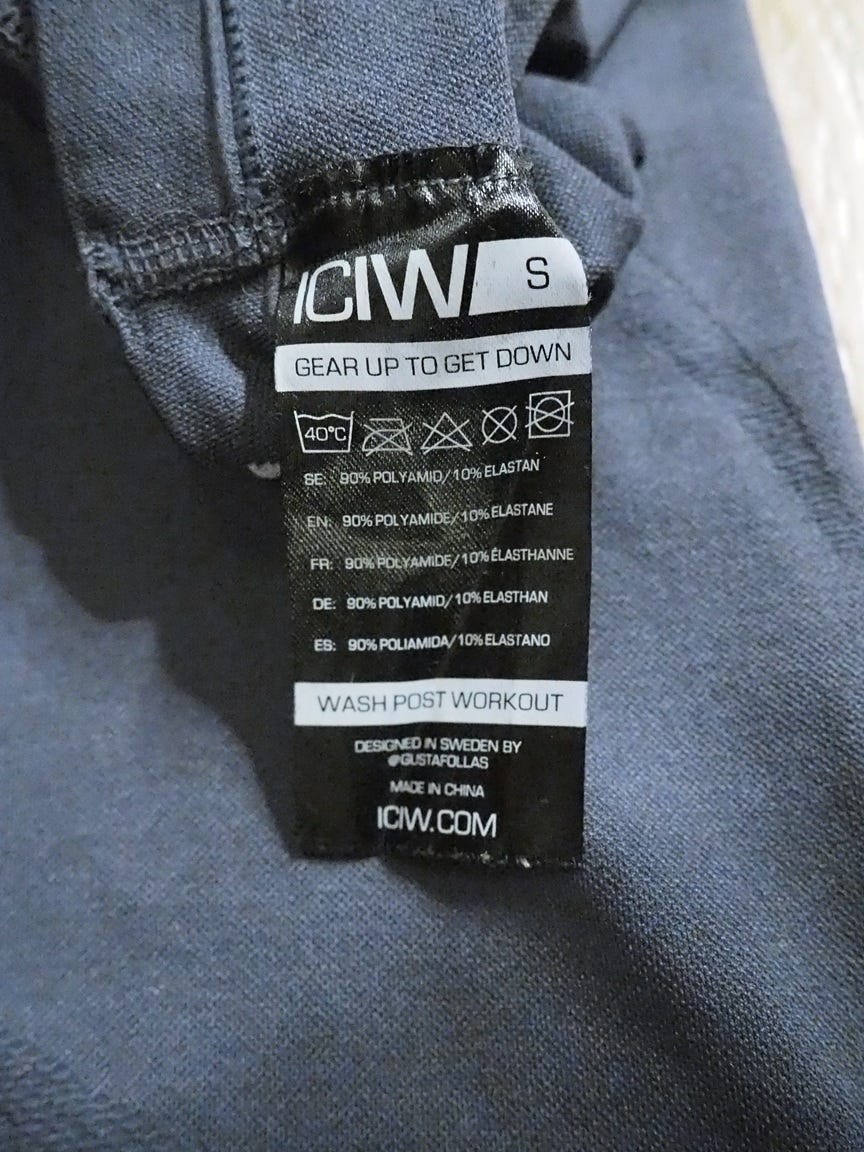 ICIW S
GEAR UP TO GET DOWN
40°C
SE: 90% POLYAMID/10% ELASTAN
EN: 90% POLYAMIDE/10% ELASTANE
FR: 90% POLYAMIDE/10% ÉLASTHANNE
DE: 90% POLYAMID/10% ELASTHAN
ES: 90% POLIAMIDA/10% ELASTANO
WASH POST WORKOUT
DESIGNED IN SWEDEN BY
@GUSTAFOLLAS
MADE IN CHINA
ICIW.COM